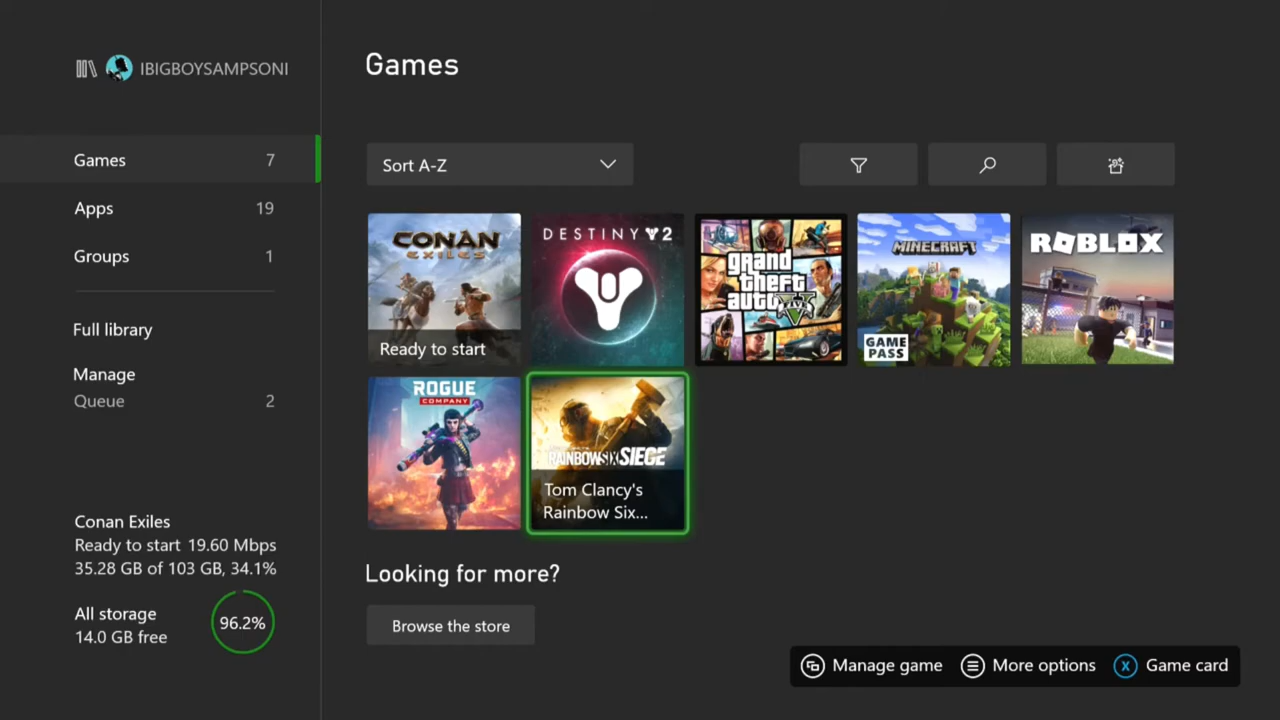 IBIGBOYSAMPSONI
Games
Games 7
Apps 19
Groups 1
Full library
Manage
Queue 2
Conan Exiles
Ready to start 19.60 Mbps
35.28 GB of 103 GB, 34.1%
All storage
14.0 GB free
96.2%
Sort A-Z
CONAN
EXILES
Ready to start
DESTINY 2
grand
theft
auto
V
FIVE
MINECRAFT
GAME
PASS
ROBLOX
ROGUE
COMPANY
RAINBOWSIX SIEGE
Tom Clancy's
Rainbow Six...
Looking for more?
Browse the store
Manage game
More options
X Game card